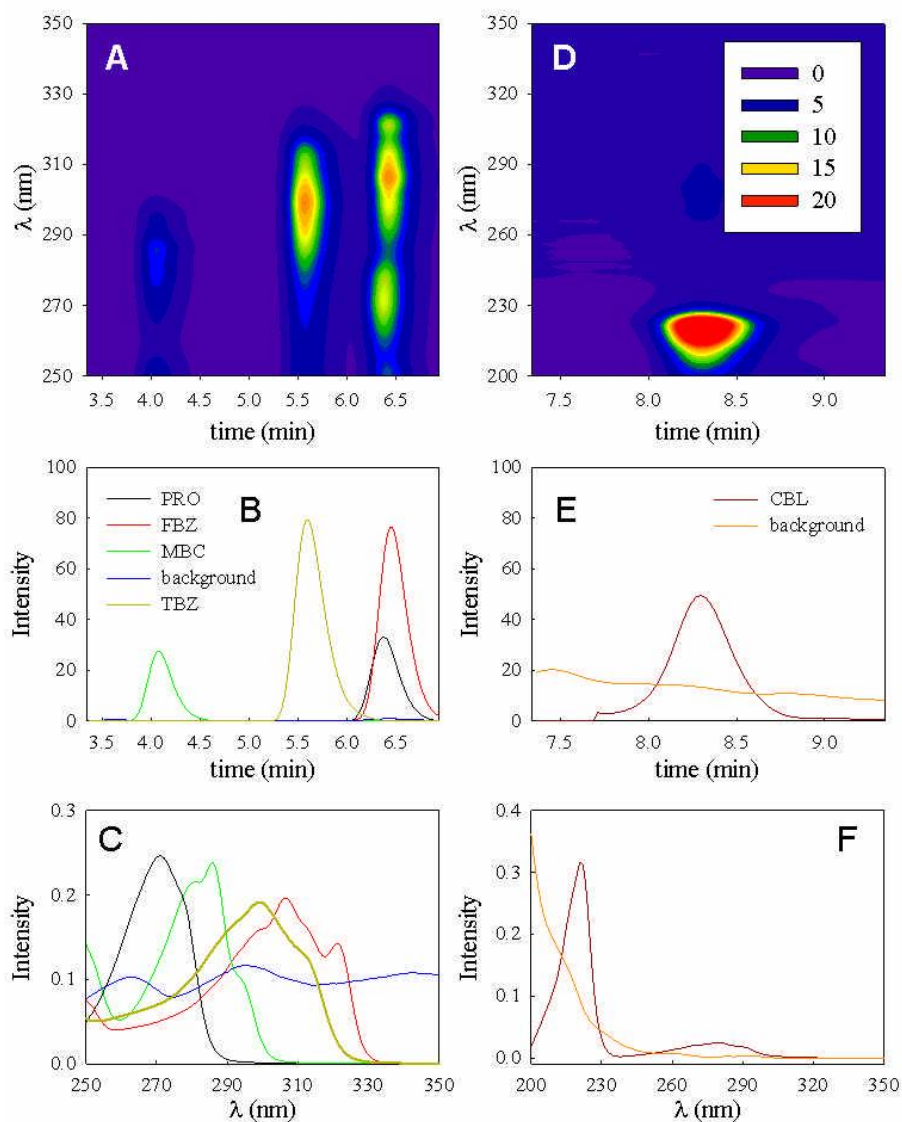 A
350
330
310
290
270
250
λ (nm)
3.5 4.0 4.5 5.0 5.5 6.0 6.5
time (min)
D
350
320
290
260
230
200
λ (nm)
0
5
10
15
20
7.5 8.0 8.5 9.0
time (min)
B
100
80
60
40
20
0
Intensity
PRO
FBZ
MBC
background
TBZ
3.5 4.0 4.5 5.0 5.5 6.0 6.5
time (min)
E
100
80
60
40
20
0
Intensity
CBL
background
7.5 8.0 8.5 9.0
time (min)
C
0.3
0.2
0.1
0.0
Intensity
250 270 290 310 330 350
λ (nm)
F
0.4
0.3
0.2
0.1
0.0
Intensity
200 230 260 290 320 350
λ (nm)